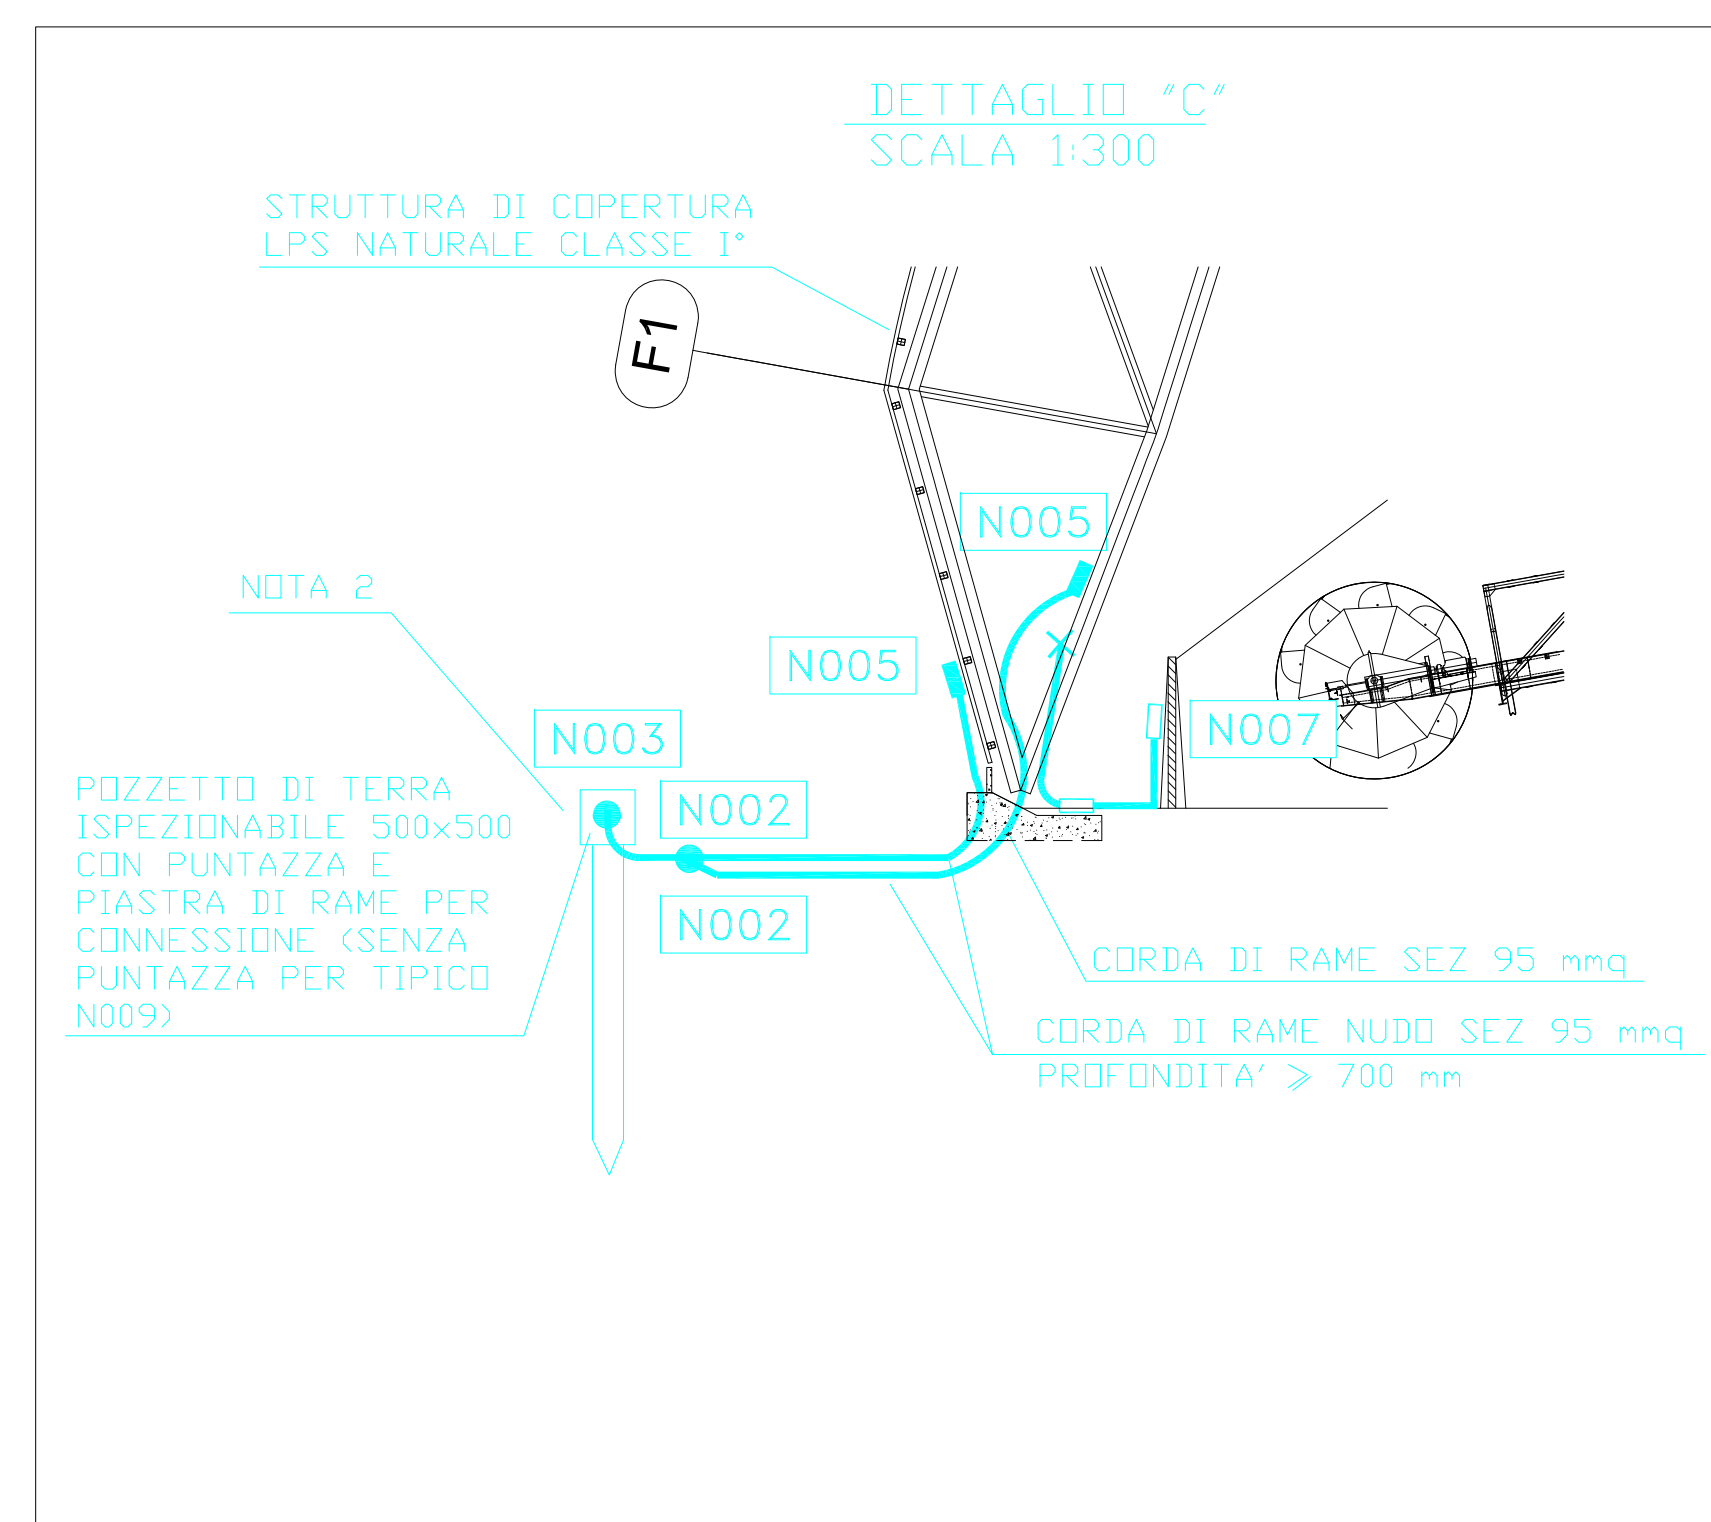 DETTAGLIO "C"
SCALA 1:300
STRUTTURA DI COPERTURA
LPS NATURALE CLASSE I°
F1
N005
NOTA 2
N005
N003
N007
POZZETTO DI TERRA
ISPEZIONABILE 500x500
CON PUNTAZZA E
PIASTRA DI RAME PER
CONNESSIONE (SENZA
PUNTAZZA PER TIPICO
N009)
N002
N002
CORDA DI RAME SEZ 95 mmq
CORDA DI RAME NUDO SEZ 95 mmq
PROFONDITA' ⩾ 700 mm